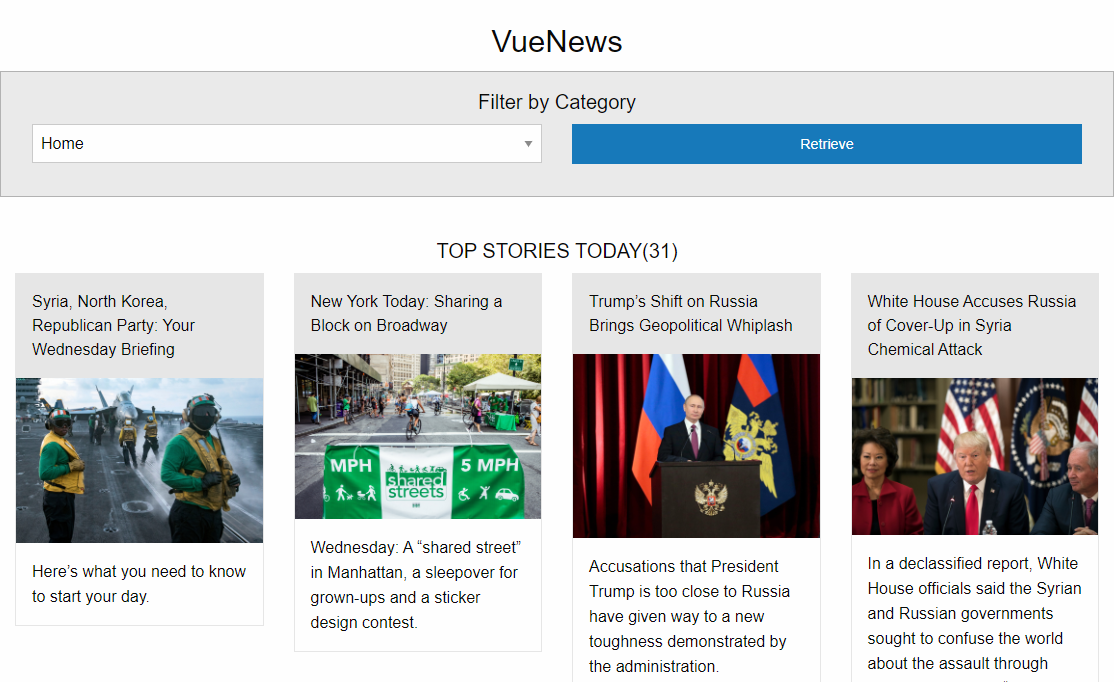 VueNews
Filter by Category
Home
Retrieve
TOP STORIES TODAY(31)
Syria, North Korea,
Republican Party: Your
Wednesday Briefing
Here’s what you need to know
to start your day.
New York Today: Sharing a
Block on Broadway
MPH
5 MPH
shared
streets
Wednesday: A “shared street”
in Manhattan, a sleepover for
grown-ups and a sticker
design contest.
Trump’s Shift on Russia
Brings Geopolitical Whiplash
Accusations that President
Trump is too close to Russia
have given way to a new
toughness demonstrated by
the administration.
White House Accuses Russia
of Cover-Up in Syria
Chemical Attack
In a declassified report, White
House officials said the Syrian
and Russian governments
sought to confuse the world
about the assault through